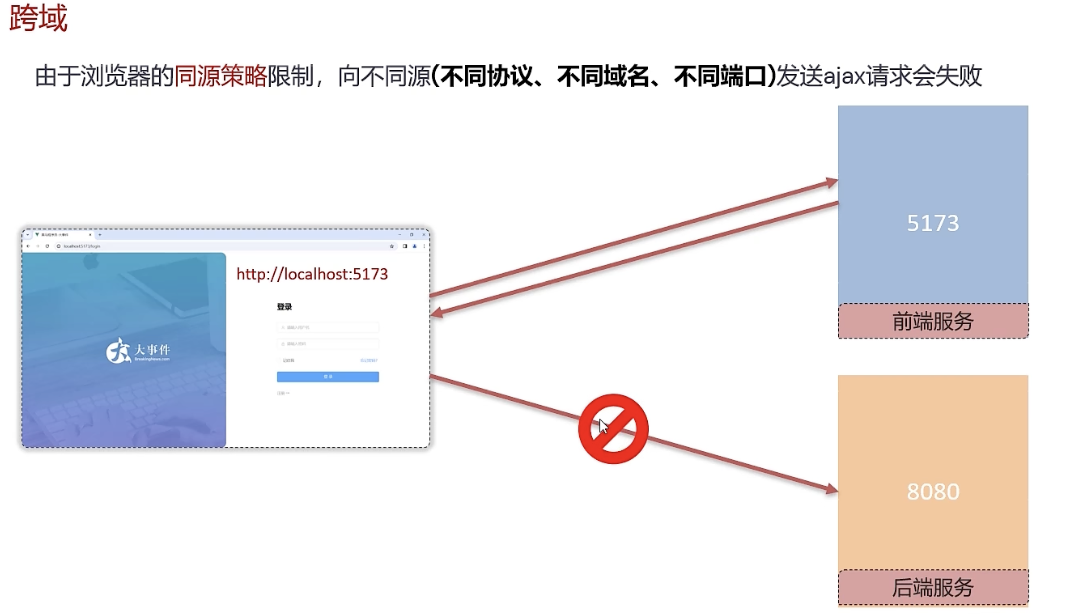 跨域
由于浏览器的同源策略限制，向不同源(不同协议、不同域名、不同端口)发送ajax请求会失败
http://localhost:5173
登录
大事件
登录
5173
前端服务
8080
后端服务